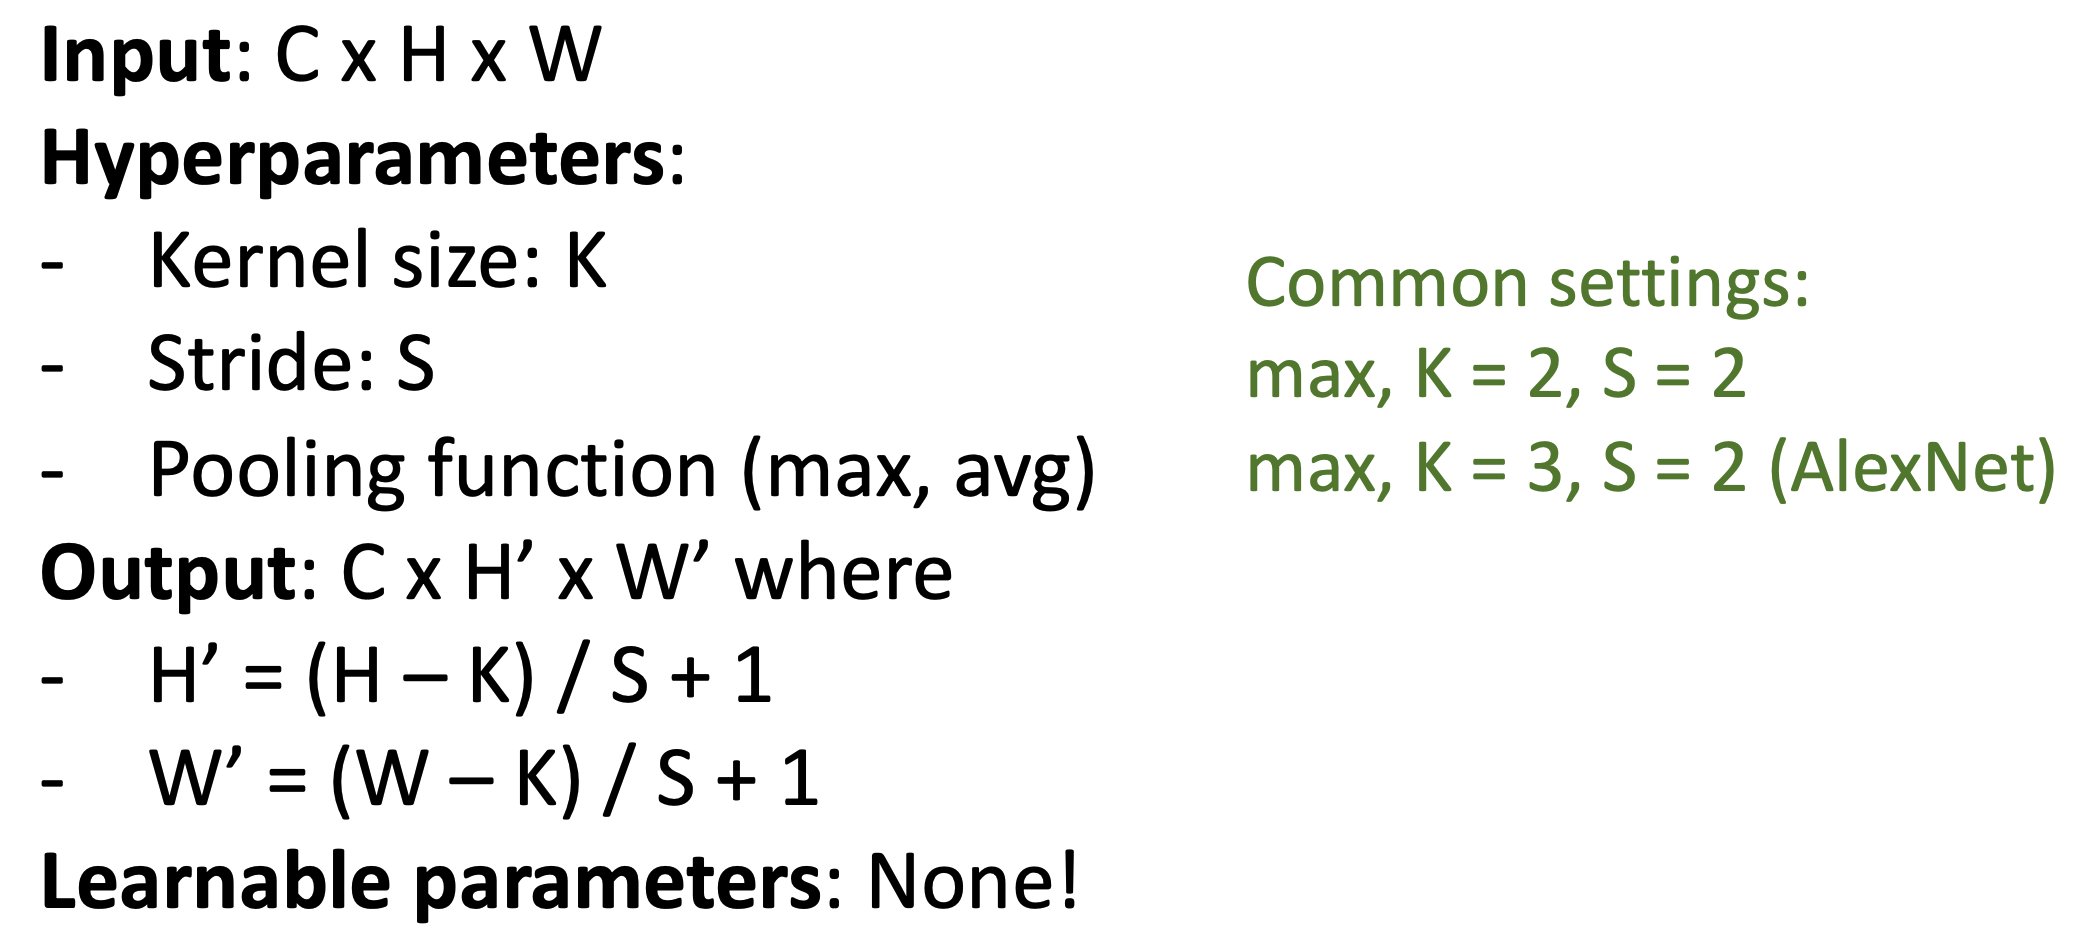 Input: C x H x W
Hyperparameters:
- Kernel size: K
- Stride: S
- Pooling function (max, avg)
Output: C x H’ x W’ where
- H’ = (H – K) / S + 1
- W’ = (W – K) / S + 1
Learnable parameters: None!
Common settings:
max, K = 2, S = 2
max, K = 3, S = 2 (AlexNet)